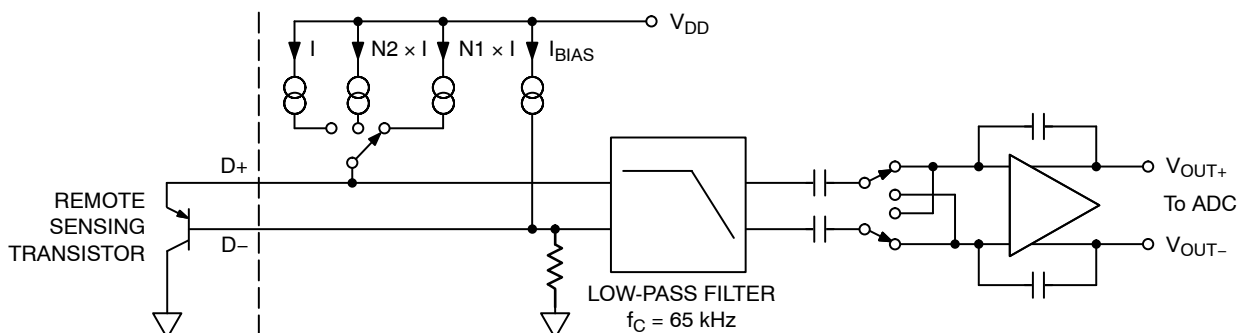 V_DD
I
N2 × I
N1 × I
I_BIAS
D+
REMOTE
SENSING
TRANSISTOR
D−
V_OUT+
To ADC
V_OUT−
LOW-PASS FILTER
f_C = 65 kHz